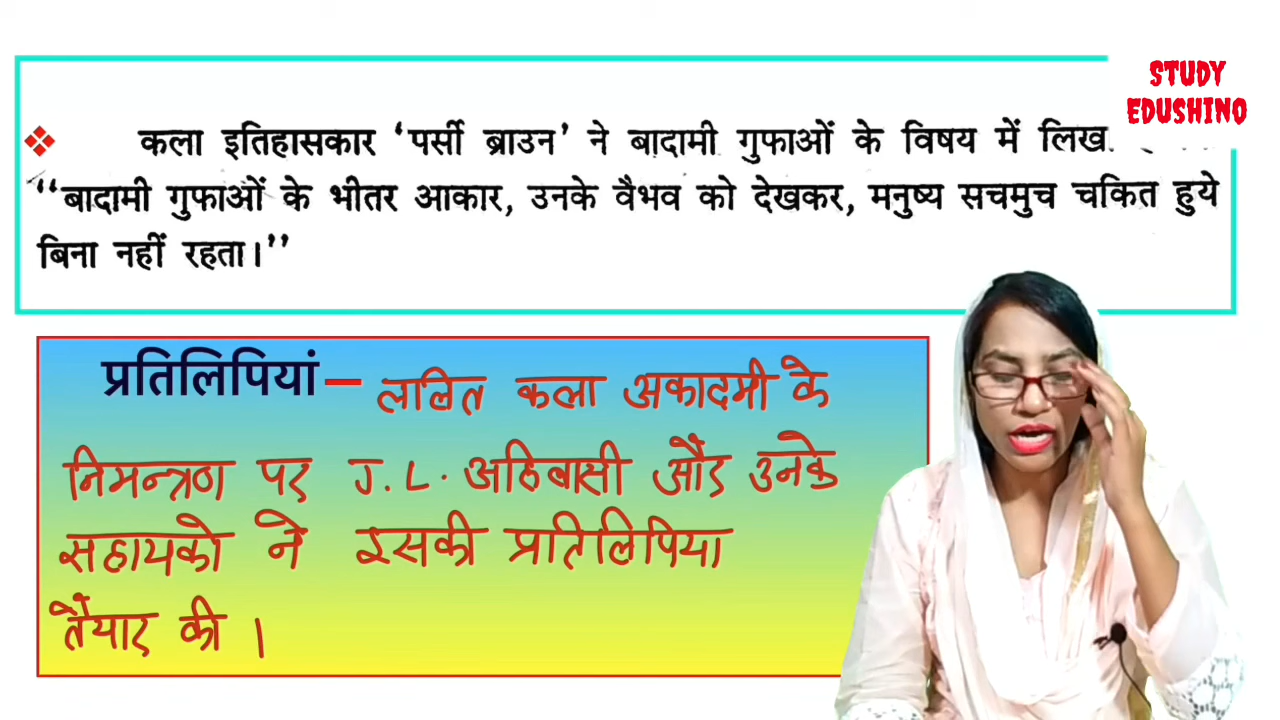 STUDY
EDUSHINO
कला इतिहासकार ‘पर्सी ब्राउन’ ने बादामी गुफाओं के विषय में
“बादामी गुफाओं के भीतर आकार, उनके वैभव को देखकर, मनुष्य सचमुच चकित हुये
बिना नहीं रहता।”
प्रतिलिपियां – ललित कला अकादमी के
निमन्त्रण पर J.L. अहिवासी और उनके
सहायको ने इसकी प्रतिलिपिया
तैयार की ।